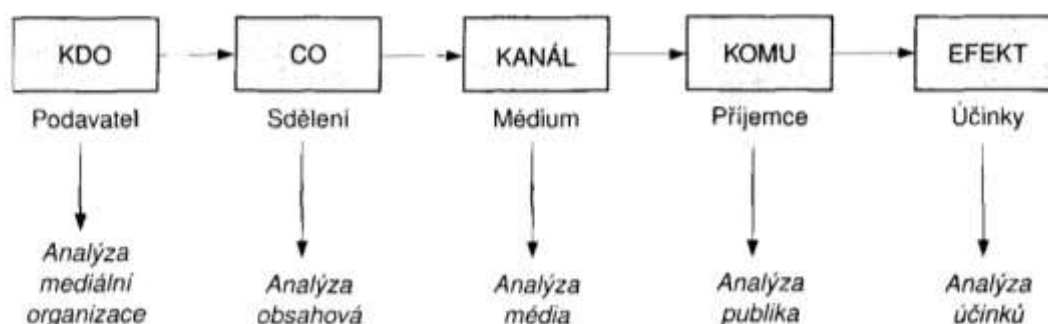 KDO CO KANÁL KOMU EFEKT
Podavatel Sdělení Médium Příjemce Účinky
Analýza
mediální
organizace
Analýza
obsahová
Analýza
média
Analýza
publika
Analýza
účinků